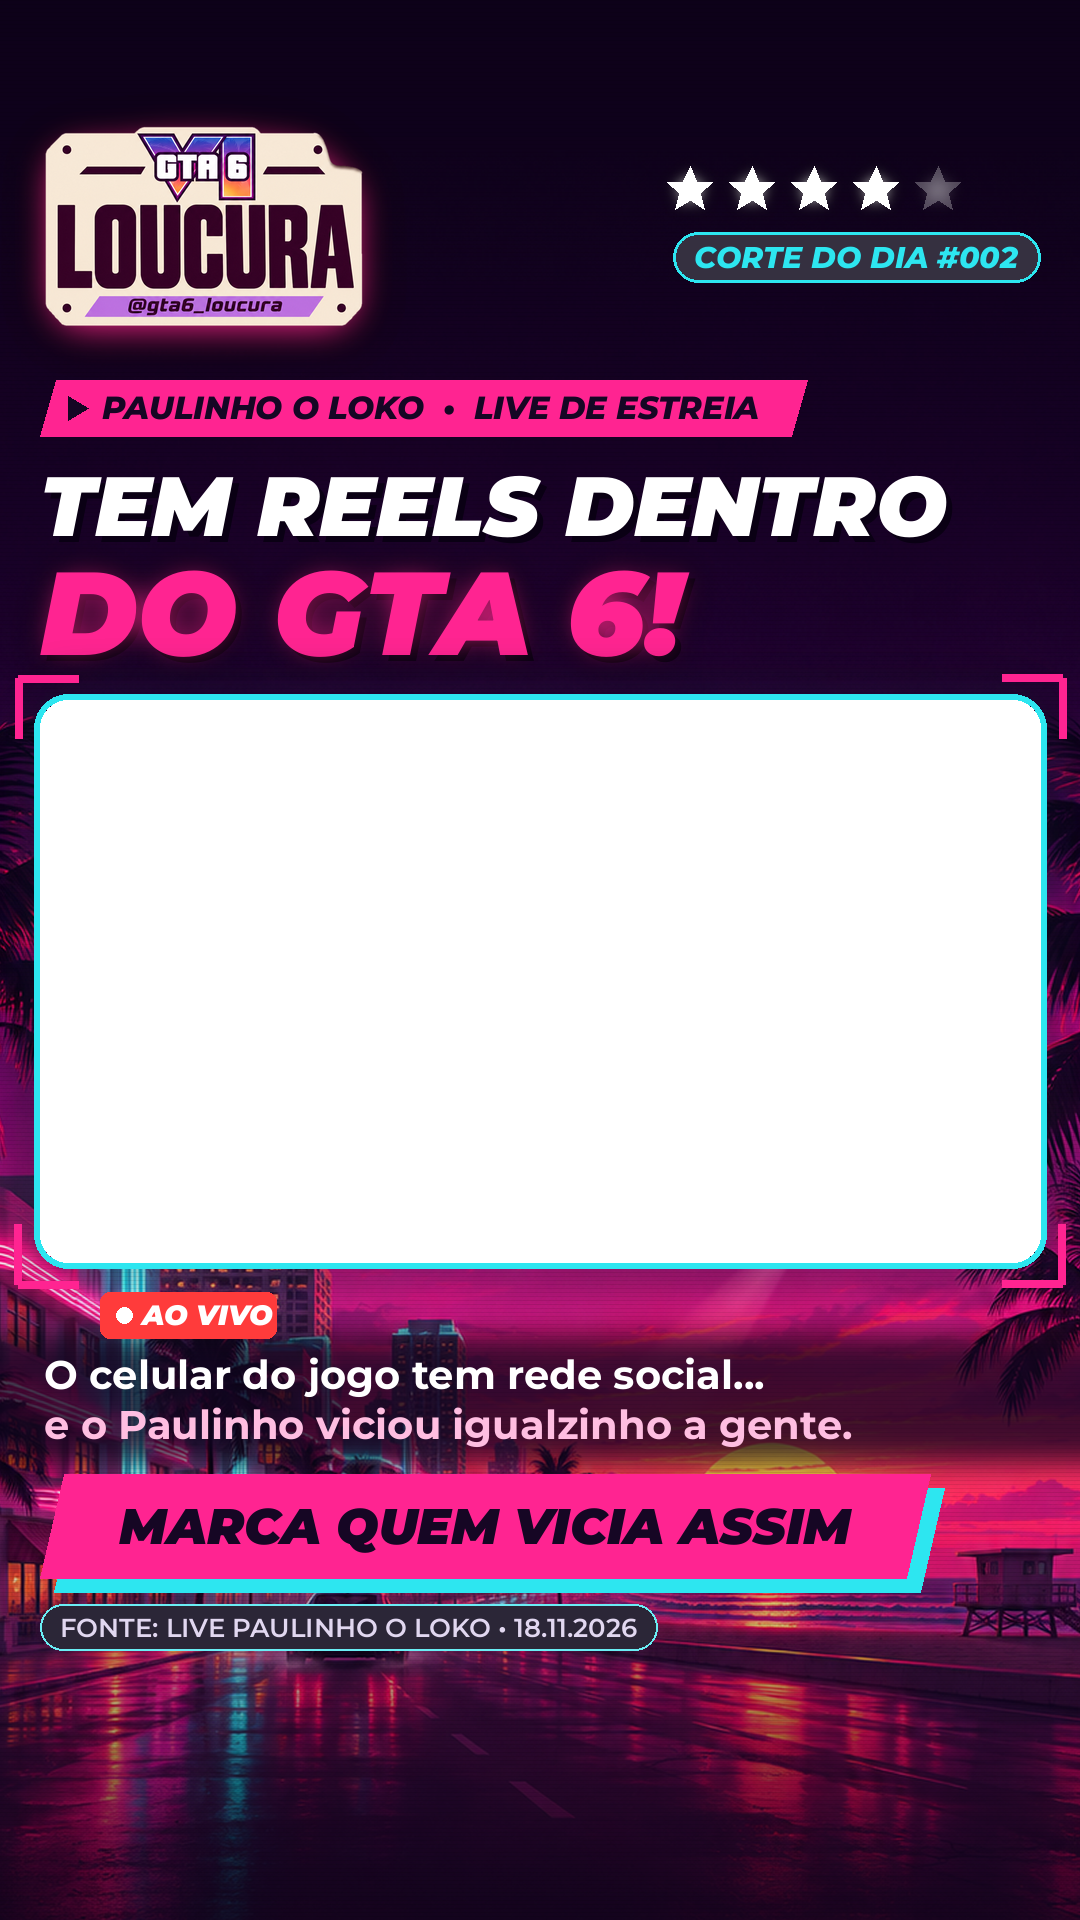 VI
GTA 6
LOUCURA
@gta6_loucura
CORTE DO DIA #002
PAULINHO O LOKO • LIVE DE ESTREIA
TEM REELS DENTRO
DO GTA 6!
AO VIVO
O celular do jogo tem rede social...
e o Paulinho viciou igualzinho a gente.
MARCA QUEM VICIA ASSIM
FONTE: LIVE PAULINHO O LOKO • 18.11.2026